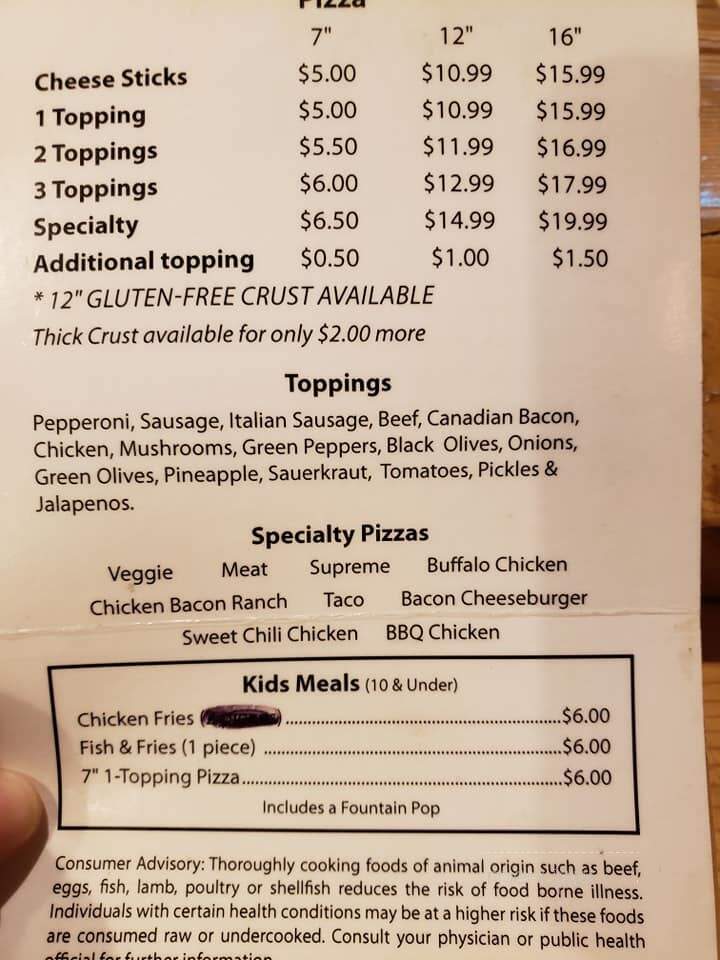 Pizza
7" 12" 16"
Cheese Sticks $5.00 $10.99 $15.99
1 Topping $5.00 $10.99 $15.99
2 Toppings $5.50 $11.99 $16.99
3 Toppings $6.00 $12.99 $17.99
Specialty $6.50 $14.99 $19.99
Additional topping $0.50 $1.00 $1.50
* 12" GLUTEN-FREE CRUST AVAILABLE
Thick Crust available for only $2.00 more
Toppings
Pepperoni, Sausage, Italian Sausage, Beef, Canadian Bacon,
Chicken, Mushrooms, Green Peppers, Black Olives, Onions,
Green Olives, Pineapple, Sauerkraut, Tomatoes, Pickles &
Jalapenos.
Specialty Pizzas
Veggie Meat Supreme Buffalo Chicken
Chicken Bacon Ranch Taco Bacon Cheeseburger
Sweet Chili Chicken BBQ Chicken
Kids Meals (10 & Under)
Chicken Fries ( ) ........................................ $6.00
Fish & Fries (1 piece) ........................................ $6.00
7" 1-Topping Pizza ........................................ $6.00
Includes a Fountain Pop
Consumer Advisory: Thoroughly cooking foods of animal origin such as beef,
eggs, fish, lamb, poultry or shellfish reduces the risk of food borne illness.
Individuals with certain health conditions may be at a higher risk if these foods
are consumed raw or undercooked. Consult your physician or public health
official for further information.